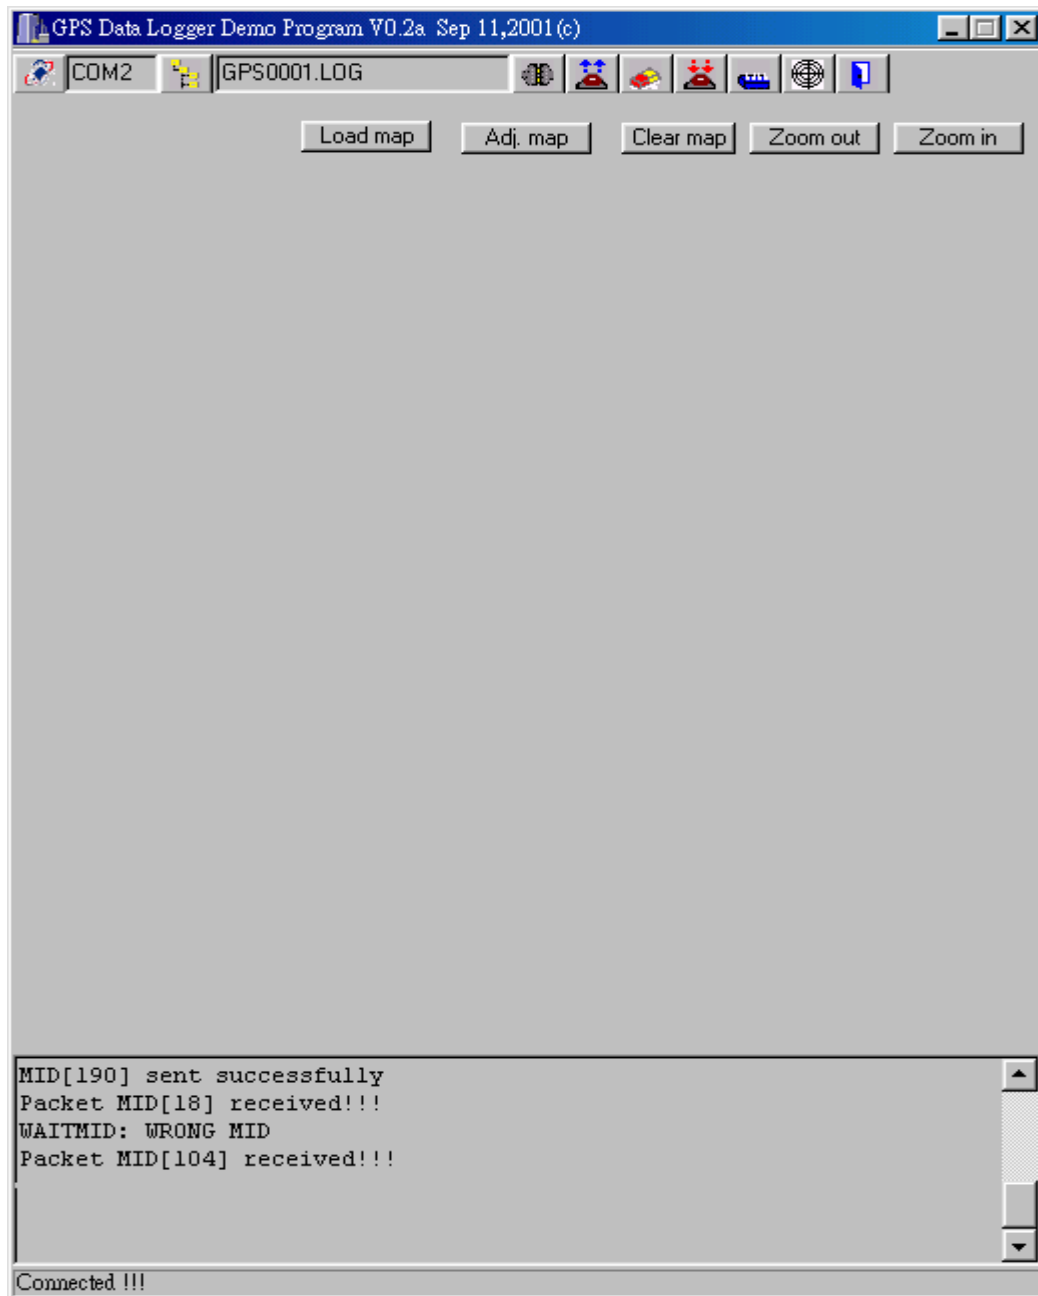 GPS Data Logger Demo Program V0.2a Sep 11,2001(c)
COM2 GPS0001.LOG
Load map Adj. map Clear map Zoom out Zoom in
MID[190] sent successfully
Packet MID[18] received!!!
WAITMID: WRONG MID
Packet MID[104] received!!!
Connected !!!